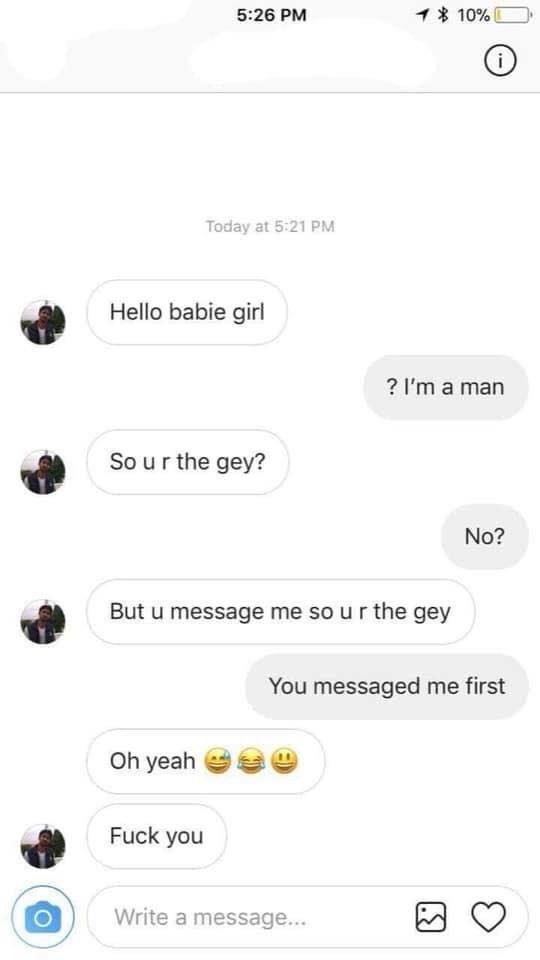 5:26 PM
10%
Today at 5:21 PM
Hello babie girl
? I'm a man
So u r the gey?
No?
But u message me so u r the gey
You messaged me first
Oh yeah 😅😂😃
Fuck you
Write a message...